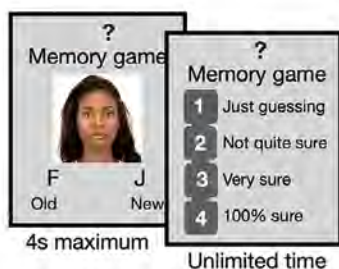 ?
Memory game
F J
Old New
4s maximum
?
Memory game
1 Just guessing
2 Not quite sure
3 Very sure
4 100% sure
Unlimited time